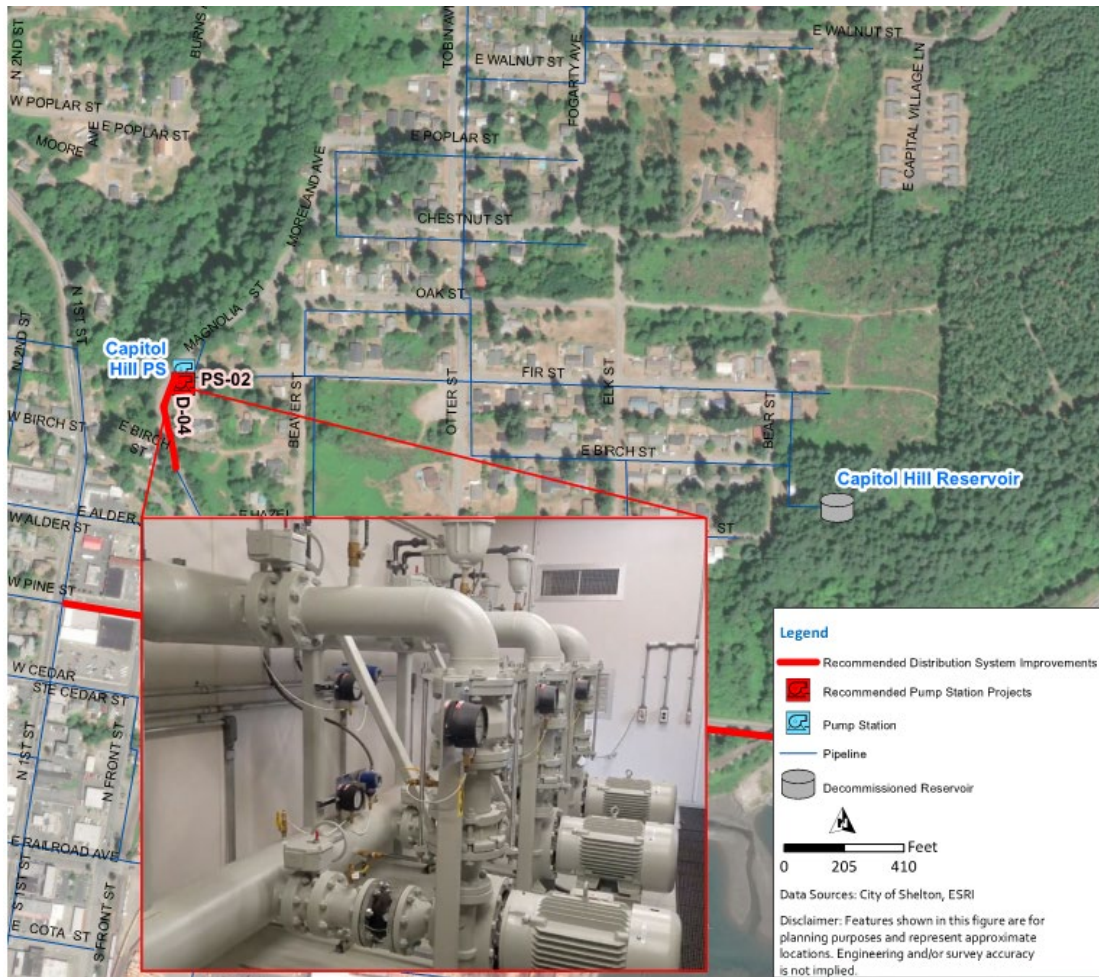 N 2ND ST
W POPLAR ST
MOORE AVE
E POPLAR ST
TOBIN AVE
E WALNUT ST
FOGARTY AVE
E WALNUT ST
E CAPITAL VILLAGE LN
E POPLAR ST
MORELAND AVE
CHESTNUT ST
OAK ST
N 1ST ST
MAGNOLIA ST
N 2ND ST
Capitol
Hill PS
PS-02
D-04
FIR ST
BEAVER ST
OTTER ST
ELK ST
BEAR ST
W BIRCH ST
E BIRCH ST
E BIRCH ST
Capitol Hill Reservoir
E ALDER
W ALDER ST
ST
W PINE ST
W CEDAR
STE CEDAR ST
N 1ST ST
N FRONT ST
E RAILROAD AVE
S 1ST ST
S FRONT ST
E COTA ST
Legend
Recommended Distribution System Improvements
Recommended Pump Station Projects
Pump Station
Pipeline
Decommissioned Reservoir
N
Feet
0 205 410
Data Sources: City of Shelton, ESRI
Disclaimer: Features shown in this figure are for
planning purposes and represent approximate
locations. Engineering and/or survey accuracy
is not implied.